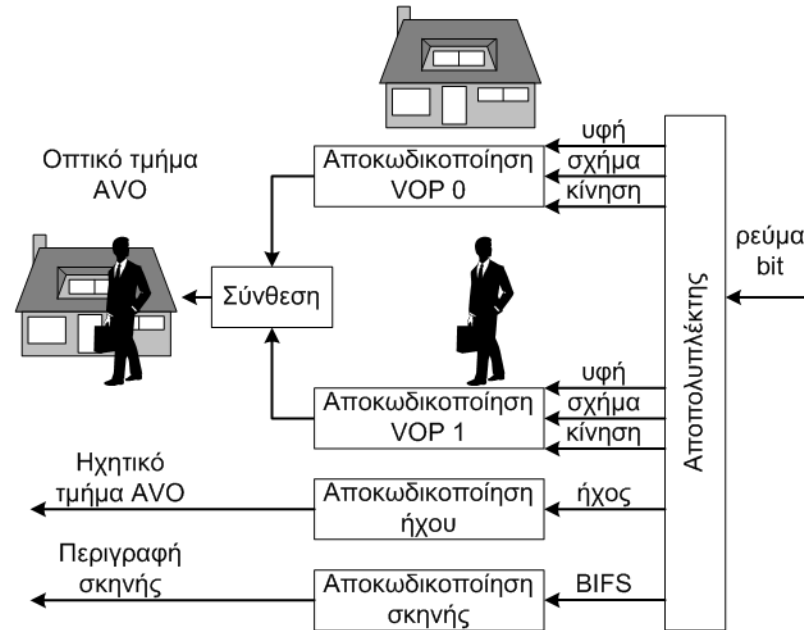 Οπτικό τμήμα
AVO
Αποκωδικοποίηση
VOP 0
υφή
σχήμα
κίνηση
ρεύμα
bit
Αποπολυπλέκτης
Σύνθεση
Αποκωδικοποίηση
VOP 1
υφή
σχήμα
κίνηση
Ηχητικό
τμήμα AVO
Αποκωδικοποίηση
ήχου
ήχος
Περιγραφή
σκηνής
Αποκωδικοποίηση
σκηνής
BIFS